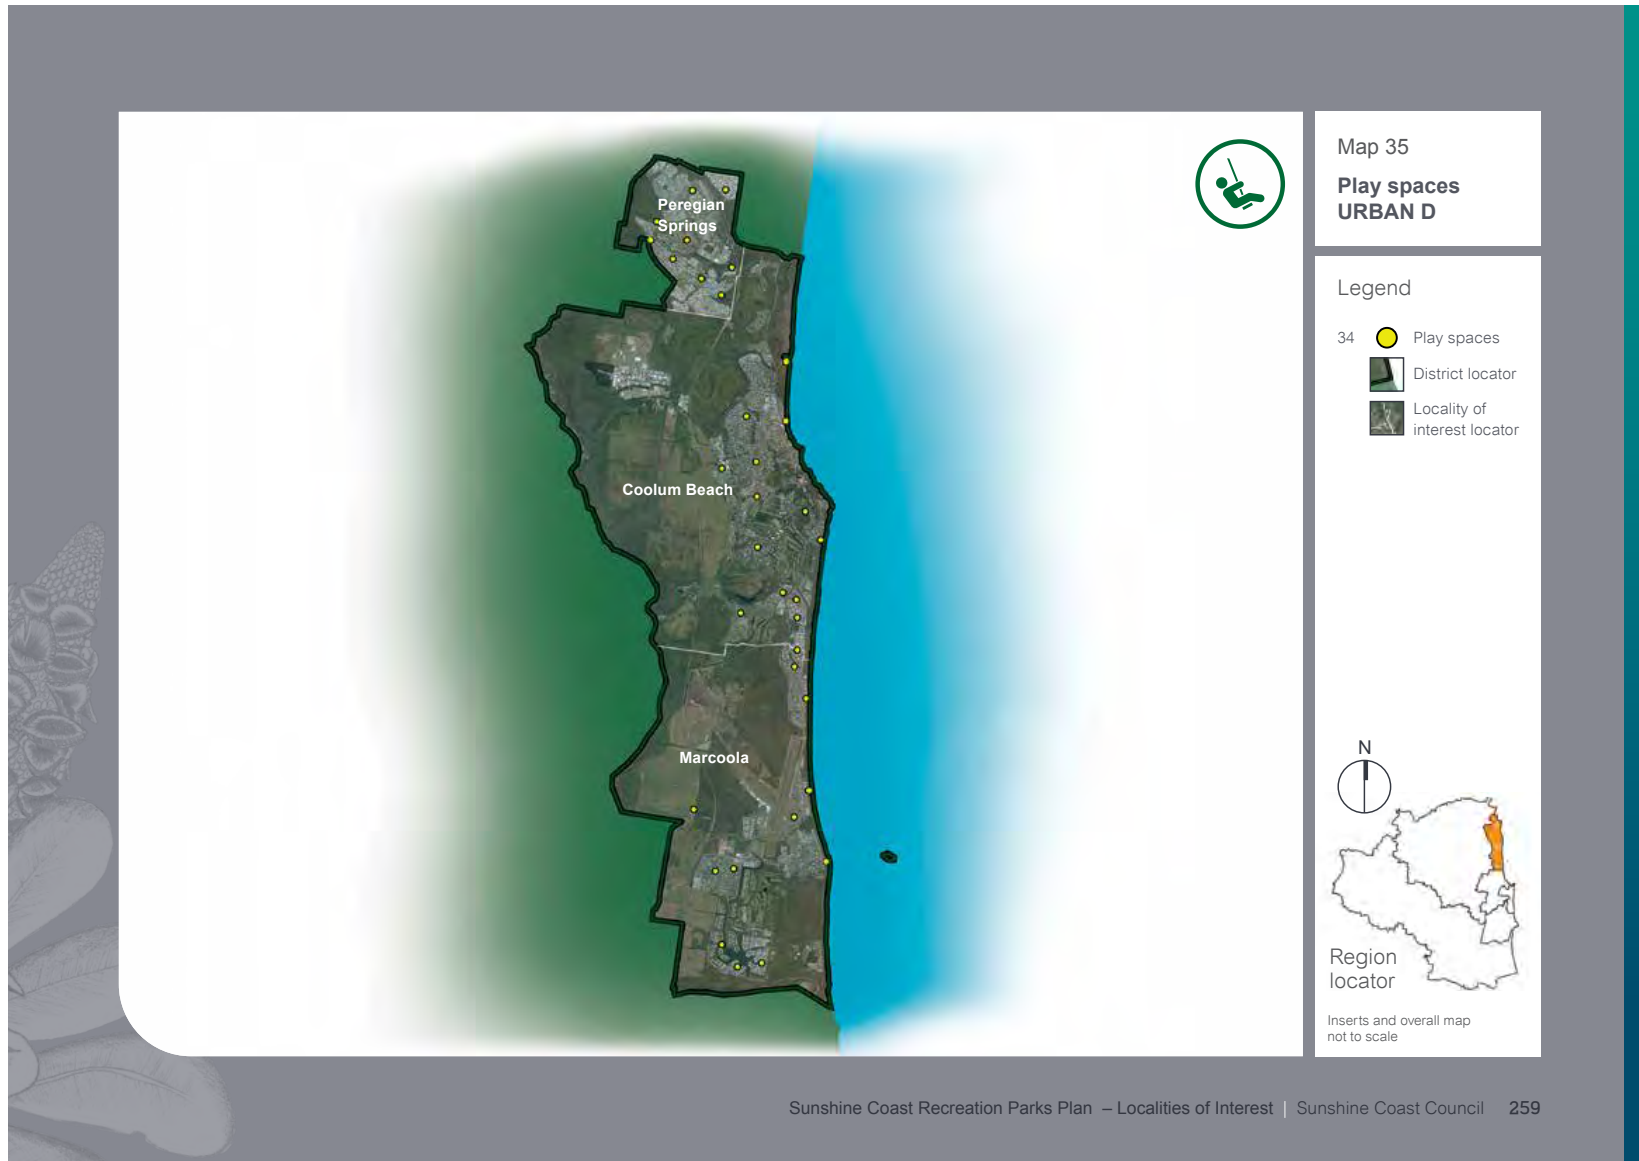 Map 35
Play spaces
URBAN D
Legend
34
Play spaces
District locator
Locality of
interest locator
Peregian
Springs
Coolum Beach
Marcoola
N
Region
locator
Inserts and overall map
not to scale
Sunshine Coast Recreation Parks Plan – Localities of Interest | Sunshine Coast Council 259